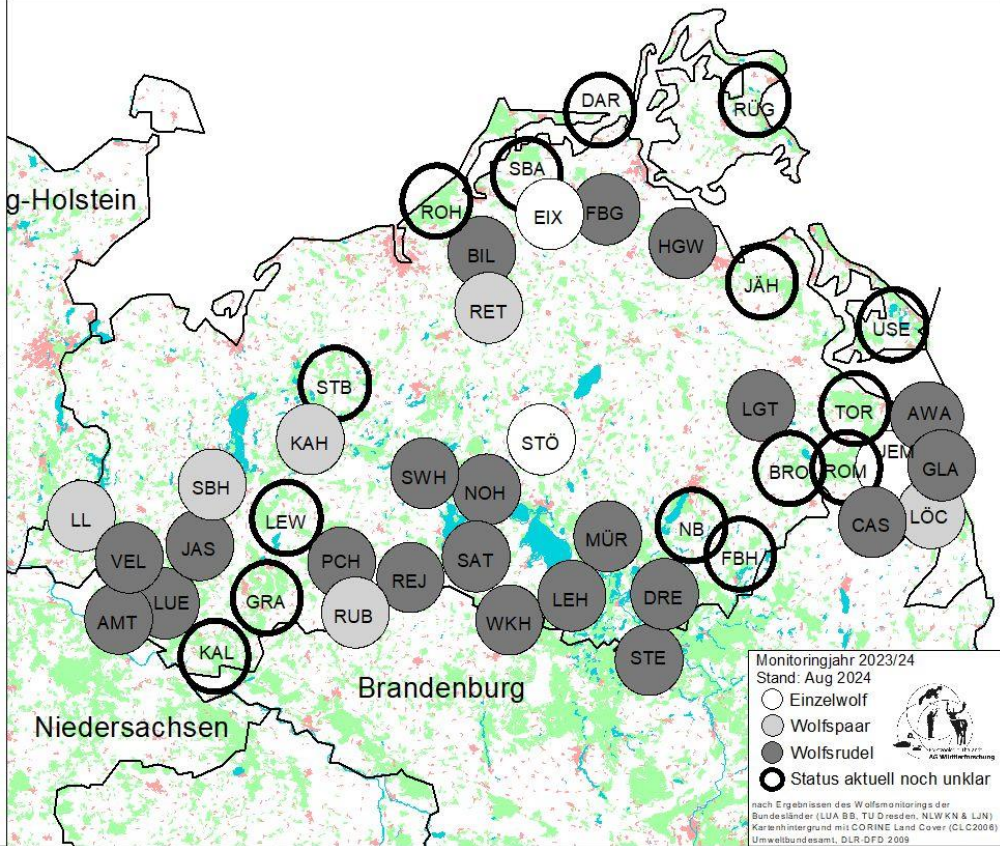 DAR
RÜG
SBA
g-Holstein
ROH
EIX
FBG
BIL
HGW
JÄH
RET
USE
STB
LGT
TOR
AWA
KAH
STÖ
JEM
SWH
BRO
ROM
GLA
SBH
NOH
LL
LEW
NB
CAS
LÖC
JAS
MÜR
VEL
PCH
SAT
FBH
REJ
LUE
GRA
LEH
DRE
AMT
RUB
WKH
KAL
STE
Brandenburg
Niedersachsen
Monitoringjahr 2023/24
Stand: Aug 2024
Einzelwolf
Wolfspaar
Wolfsrudel
AG Wildtierforschung
Status aktuell noch unklar
nach Ergebnissen des Wolfsmonitorings der
Bundesländer (LUA BB, TU Dresden, NLWKN & LJN)
Kartenhintergrund mit CORINE Land Cover (CLC2006)
Umweltbundesamt, DLR-DFD 2009